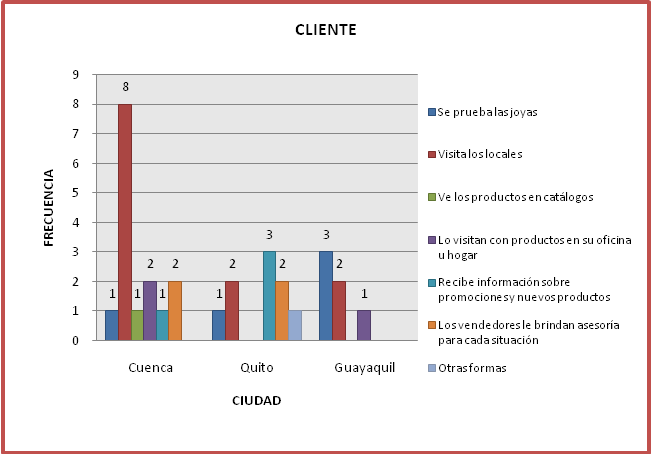 CLIENTE
FRECUENCIA
9
8
7
6
5
4
3
2
1
0
1 8 1 2 1 2
1 2 3 2
3 2 1
Cuenca Quito Guayaquil
CIUDAD
Se prueba las joyas
Visita los locales
Ve los productos en catálogos
Lo visitan con productos en su oficina
u hogar
Recibe información sobre
promociones y nuevos productos
Los vendedores le brindan asesoría
para cada situación
Otras formas